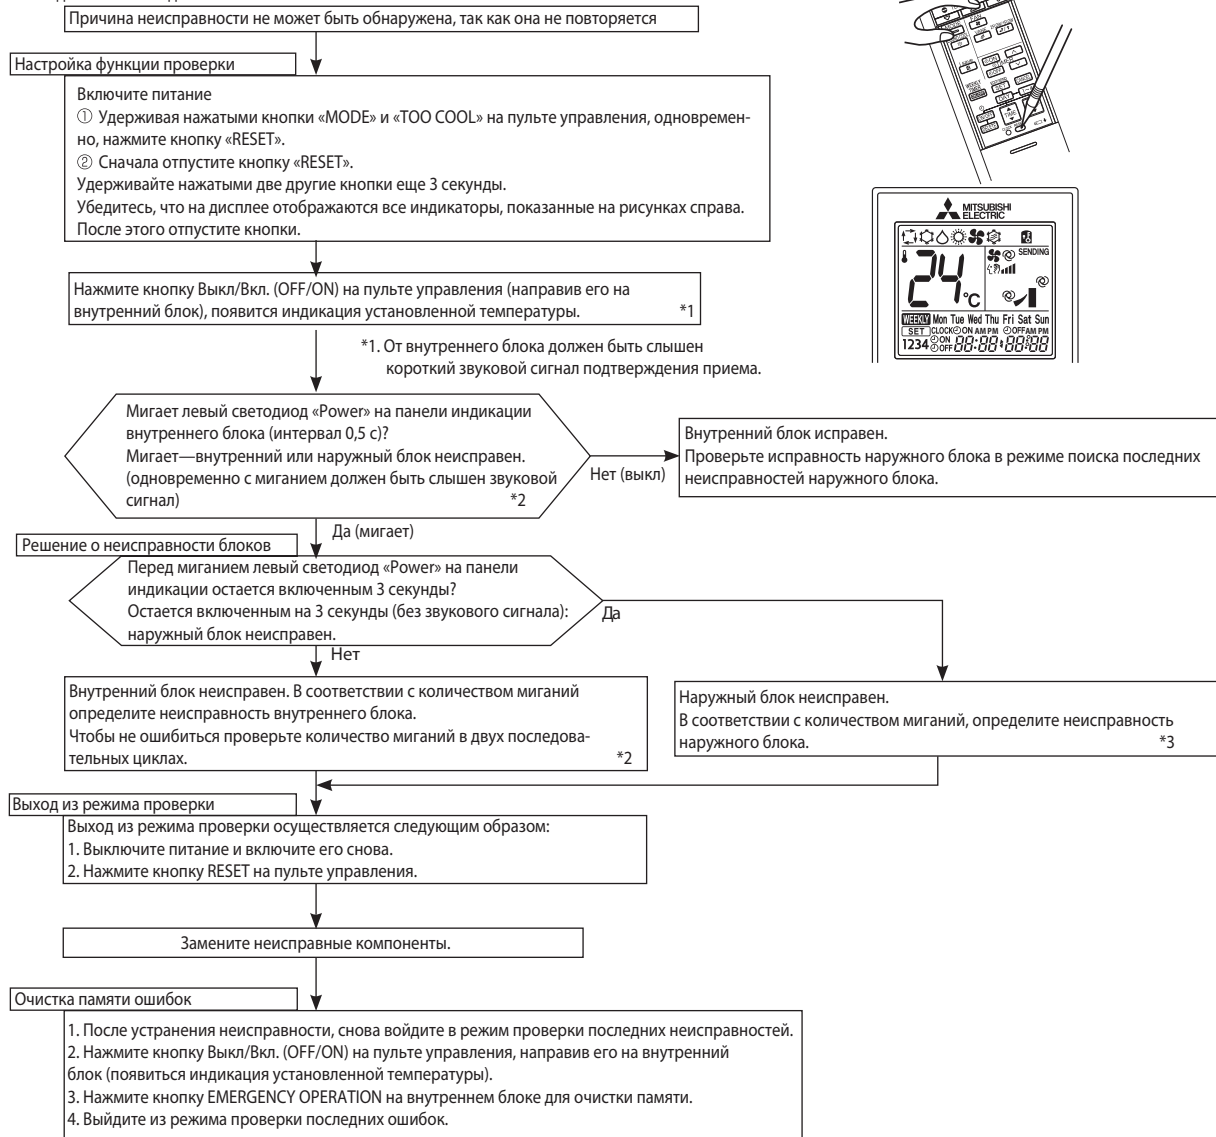 Причина неисправности не может быть обнаружена, так как она не повторяется
Настройка функции проверки
Включите питание
① Удерживая нажатыми кнопки «MODE» и «TOO COOL» на пульте управления, одновремен-
но, нажмите кнопку «RESET».
② Сначала отпустите кнопку «RESET».
Удерживайте нажатыми две другие кнопки еще 3 секунды.
Убедитесь, что на дисплее отображаются все индикаторы, показанные на рисунках справа.
После этого отпустите кнопки.
MITSUBISHI
ELECTRIC
SENDING
24°C
WEEKLY Mon Tue Wed Thu Fri Sat Sun
SET CLOCK ON AM PM OFF AM PM
1234 ON OFF 88:88 88:88
Нажмите кнопку Выкл/Вкл. (OFF/ON) на пульте управления (направив его на
внутренний блок), появится индикация установленной температуры. *1
*1. От внутреннего блока должен быть слышен
короткий звуковой сигнал подтверждения приема.
Мигает левый светодиод «Power» на панели индикации
внутреннего блока (интервал 0,5 с)?
Мигает—внутренний или наружный блок неисправен.
(одновременно с миганием должен быть слышен звуковой
сигнал) *2
Нет (выкл)
Внутренний блок исправен.
Проверьте исправность наружного блока в режиме поиска последних
неисправностей наружного блока.
Да (мигает)
Решение о неисправности блоков
Перед миганием левый светодиод «Power» на панели
индикации остается включенным 3 секунды?
Остается включенным на 3 секунды (без звукового сигнала):
наружный блок неисправен.
Да
Нет
Внутренний блок неисправен. В соответствии с количеством миганий
определите неисправность внутреннего блока.
Чтобы не ошибиться проверьте количество миганий в двух последова-
тельных циклах. *2
Наружный блок неисправен.
В соответствии с количеством миганий, определите неисправность
наружного блока. *3
Выход из режима проверки
Выход из режима проверки осуществляется следующим образом:
1. Выключите питание и включите его снова.
2. Нажмите кнопку RESET на пульте управления.
Замените неисправные компоненты.
Очистка памяти ошибок
1. После устранения неисправности, снова войдите в режим проверки последних неисправностей.
2. Нажмите кнопку Выкл/Вкл. (OFF/ON) на пульте управления, направив его на внутренний
блок (появиться индикация установленной температуры).
3. Нажмите кнопку EMERGENCY OPERATION на внутреннем блоке для очистки памяти.
4. Выйдите из режима проверки последних ошибок.